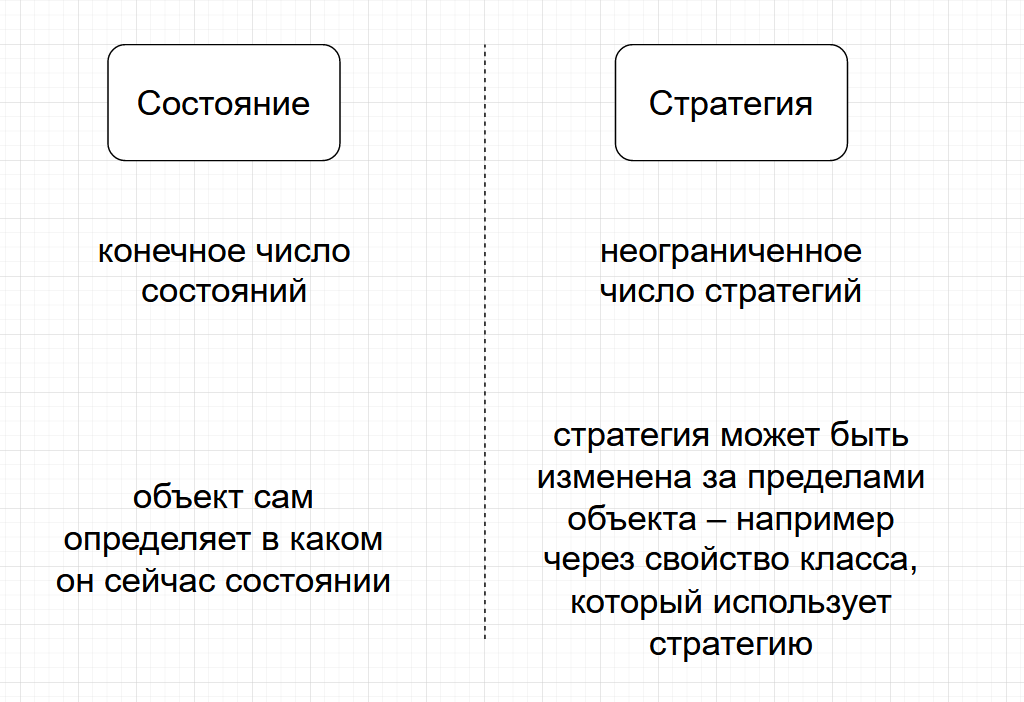 Состояние
конечное число
состояний
объект сам
определяет в каком
он сейчас состоянии
Стратегия
неограниченное
число стратегий
стратегия может быть
изменена за пределами
объекта – например
через свойство класса,
который использует
стратегию